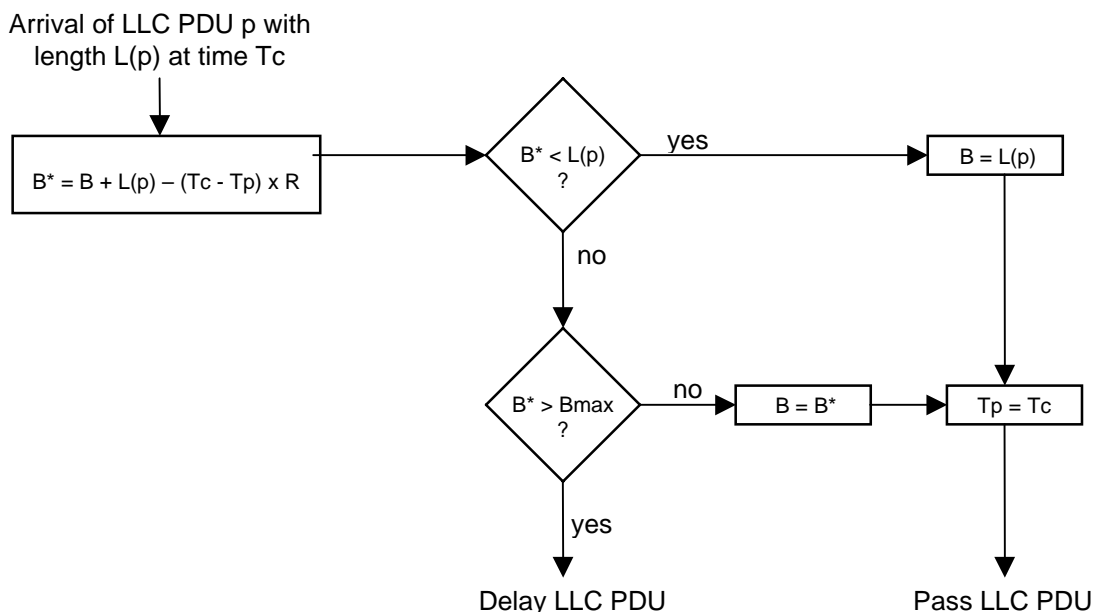 Arrival of LLC PDU p with
length L(p) at time Tc
B* = B + L(p) – (Tc - Tp) x R
B* < L(p)
?
yes
B = L(p)
no
B* > Bmax
?
no
B = B*
Tp = Tc
yes
Delay LLC PDU
Pass LLC PDU